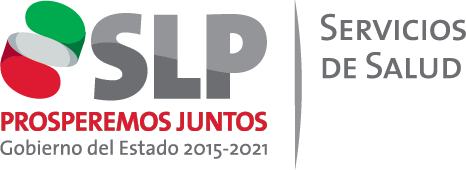 SLP
PROSPEREMOS JUNTOS
Gobierno del Estado 2015-2021
SERVICIOS
DE SALUD